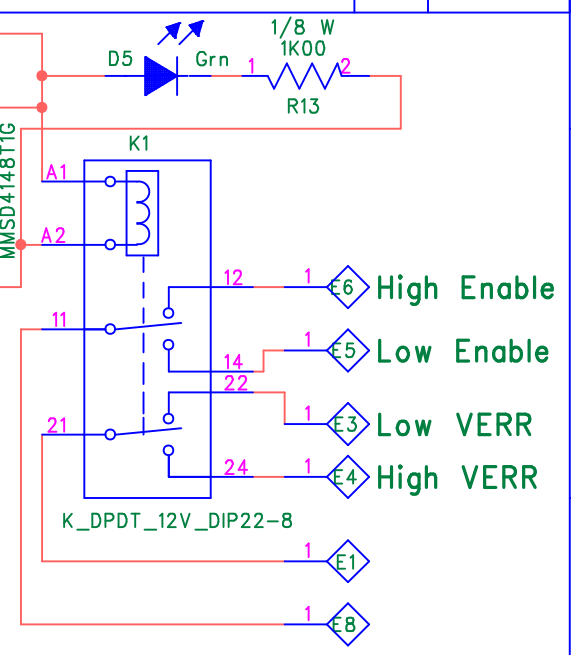 1/8 W
D5
Grn
1
1K00
2
R13
MMSD4148T1G
K1
A1
A2
12
1
E6
High Enable
11
1
E5
Low Enable
14
22
21
1
E3
Low VERR
24
1
E4
High VERR
K_DPDT_12V_DIP22-8
1
E1
1
E8